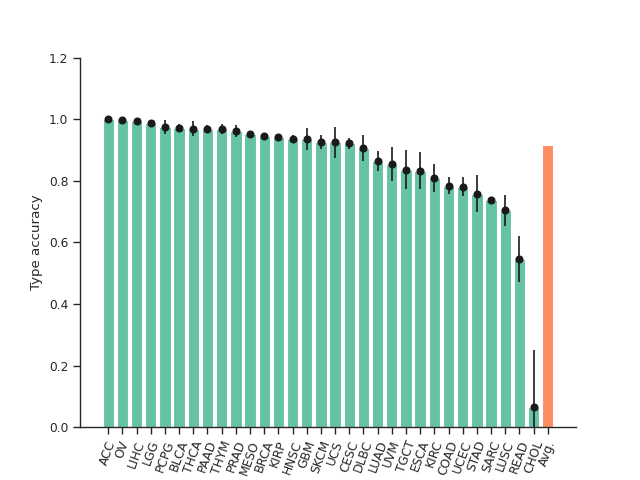 1.2
1.0
0.8
0.6
0.4
0.2
0.0
Type accuracy
ACC
OV
LIHC
LGG
PCPG
BLCA
THCA
PAAD
THYM
PRAD
MESO
BRCA
KIRP
HNSC
GBM
SKCM
UCS
CESC
DLBC
LUAD
UVM
TGCT
ESCA
KIRC
COAD
UCEC
STAD
SARC
LUSC
READ
CHOL
Avg.